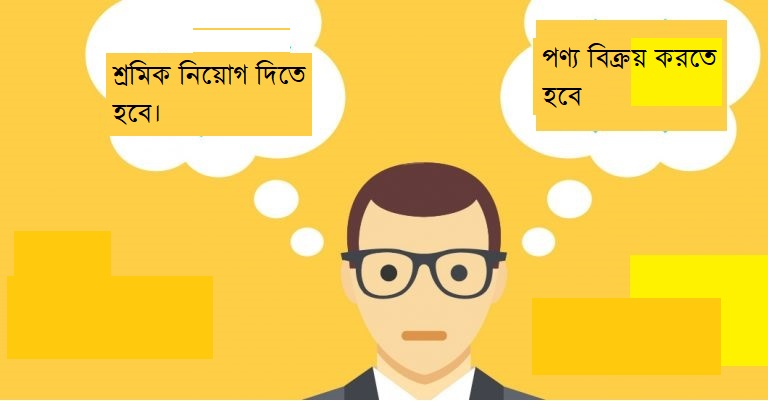 শ্রমিক নিয়োগ দিতে
হবে।
পণ্য বিক্রয় করতে
হবে